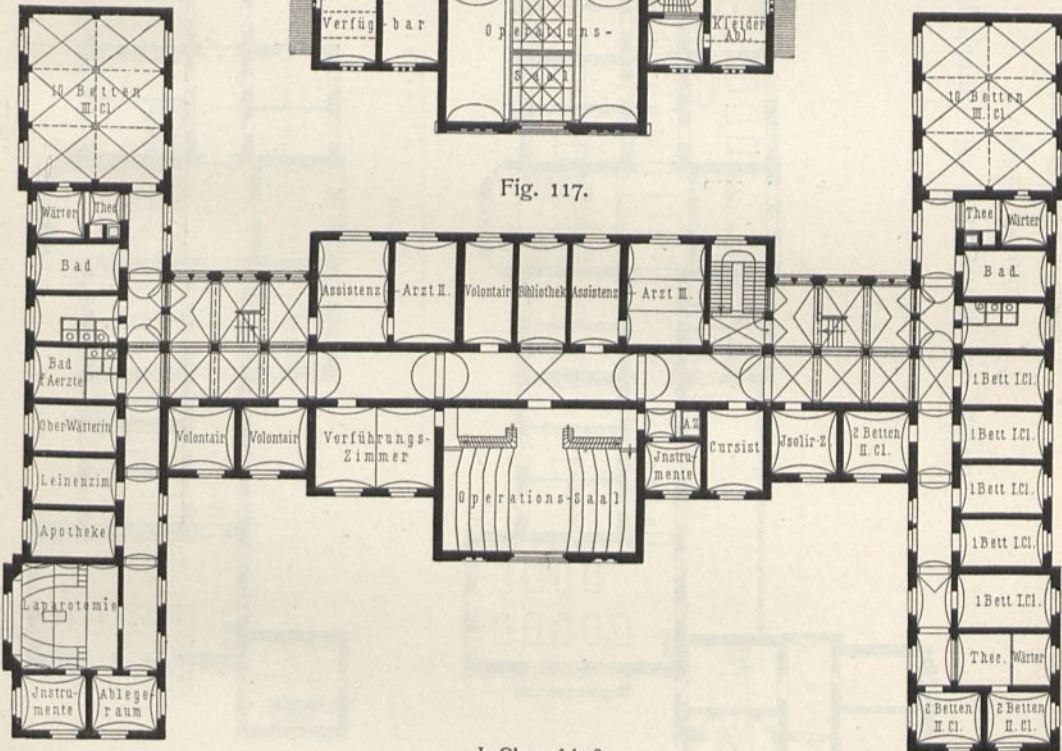 Verfüg-bar
Operations-
Saal
Kleider
Abl.
10 Betten
III. Cl.
10 Betten
III. Cl.
Fig. 117.
Wärter
Thee
Thee
Wärter
Bad
Bad.
Assistenz-Arzt II.
Volontair
Bibliothek
Assistenz-Arzt III.
Bad
f Aerzte
1 Bett I.Cl.
Ober Wärterin
Volontair
Volontair
Vorführungs-
Zimmer
A Z
Jnstru-
mente
Cursist
Jsolir-Z.
2 Betten
II. Cl.
1 Bett I.Cl.
Leinenzim
Operations-Saal
1 Bett I.Cl.
Apotheke
1 Bett I.Cl.
Laparotomie
1 Bett I.Cl.
Thee.
Wärter
Jnstru-
mente
Ablege-
raum
2 Betten
II. Cl.
2 Betten
II. Cl.